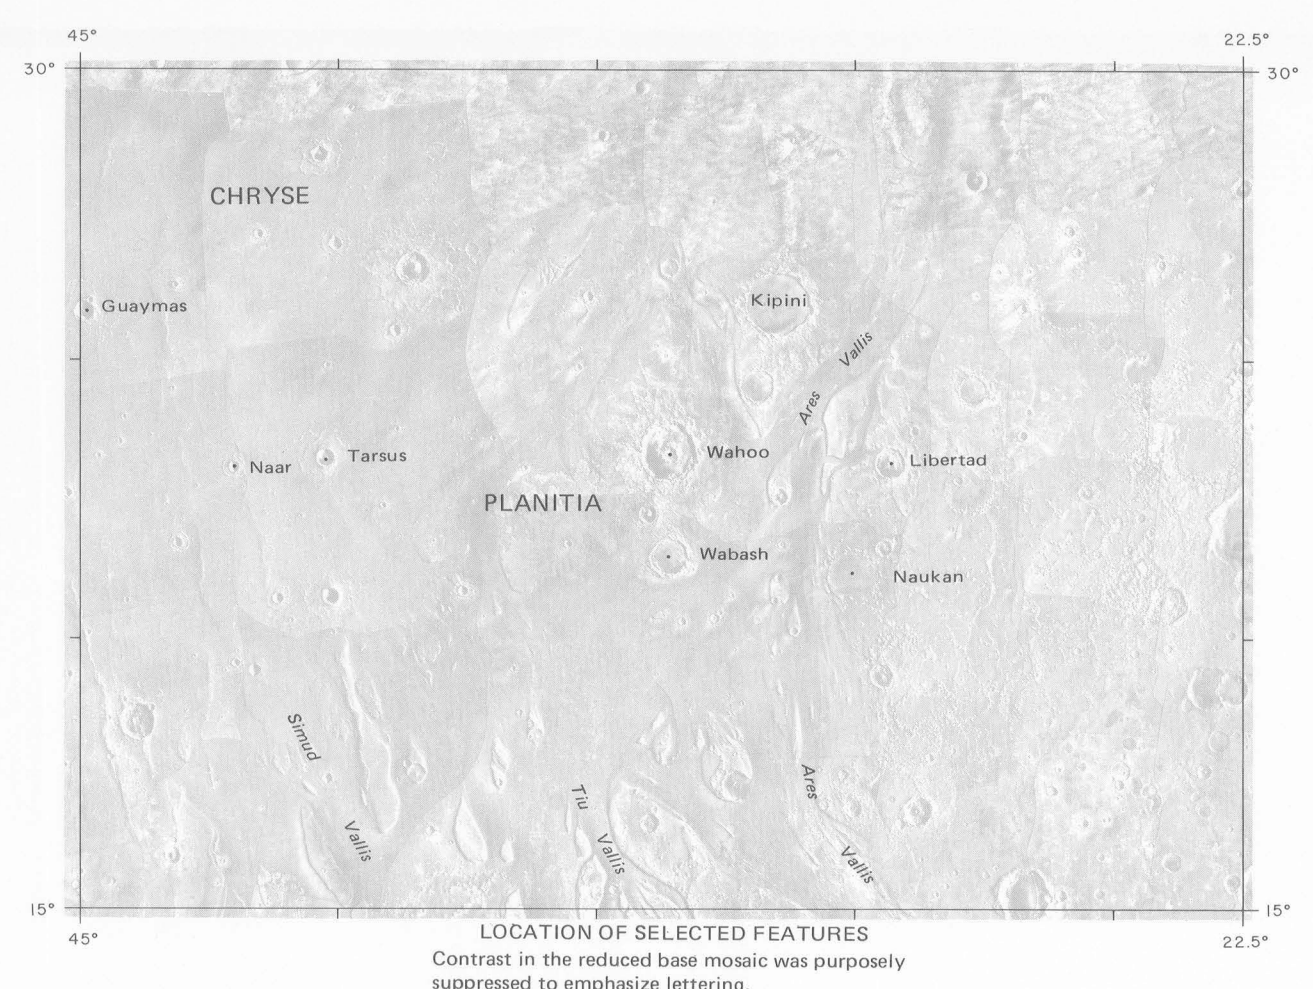 45°
22.5°
30°
30°
CHRYSE
Guaymas
Kipini
Ares Vallis
Wahoo
Naar
Tarsus
Libertad
PLANITIA
Wabash
Naukan
Simud Vallis
Tiu Vallis
Ares Vallis
15°
15°
45°
22.5°
LOCATION OF SELECTED FEATURES
Contrast in the reduced base mosaic was purposely
suppressed to emphasize lettering.